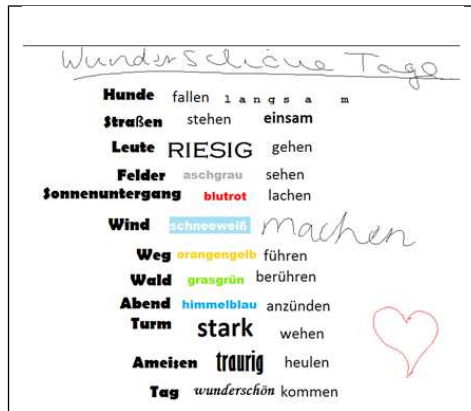 Wunderschöne Tage
Hunde fallen l a n g s a m
Straßen stehen einsam
Leute RIESIG gehen
Felder aschgrau sehen
Sonnenuntergang blutrot lachen
Wind schneeweiß machen
Weg orangengelb führen
Wald grasgrün berühren
Abend himmelblau anzünden
Turm stark wehen
Ameisen traurig heulen
Tag wunderschön kommen